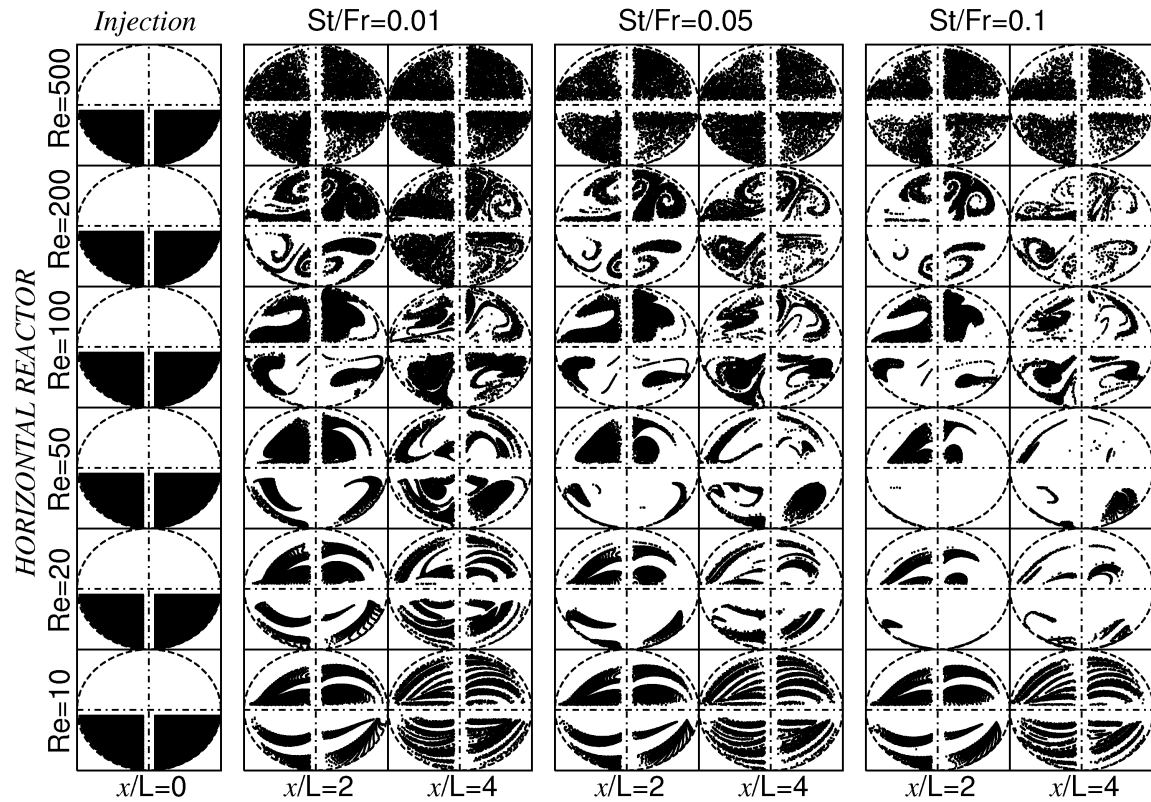 Injection St/Fr=0.01 St/Fr=0.05 St/Fr=0.1
HORIZONTAL REACTOR
Re=500
Re=200
Re=100
Re=50
Re=20
Re=10
x/L=0 x/L=2 x/L=4 x/L=2 x/L=4 x/L=2 x/L=4